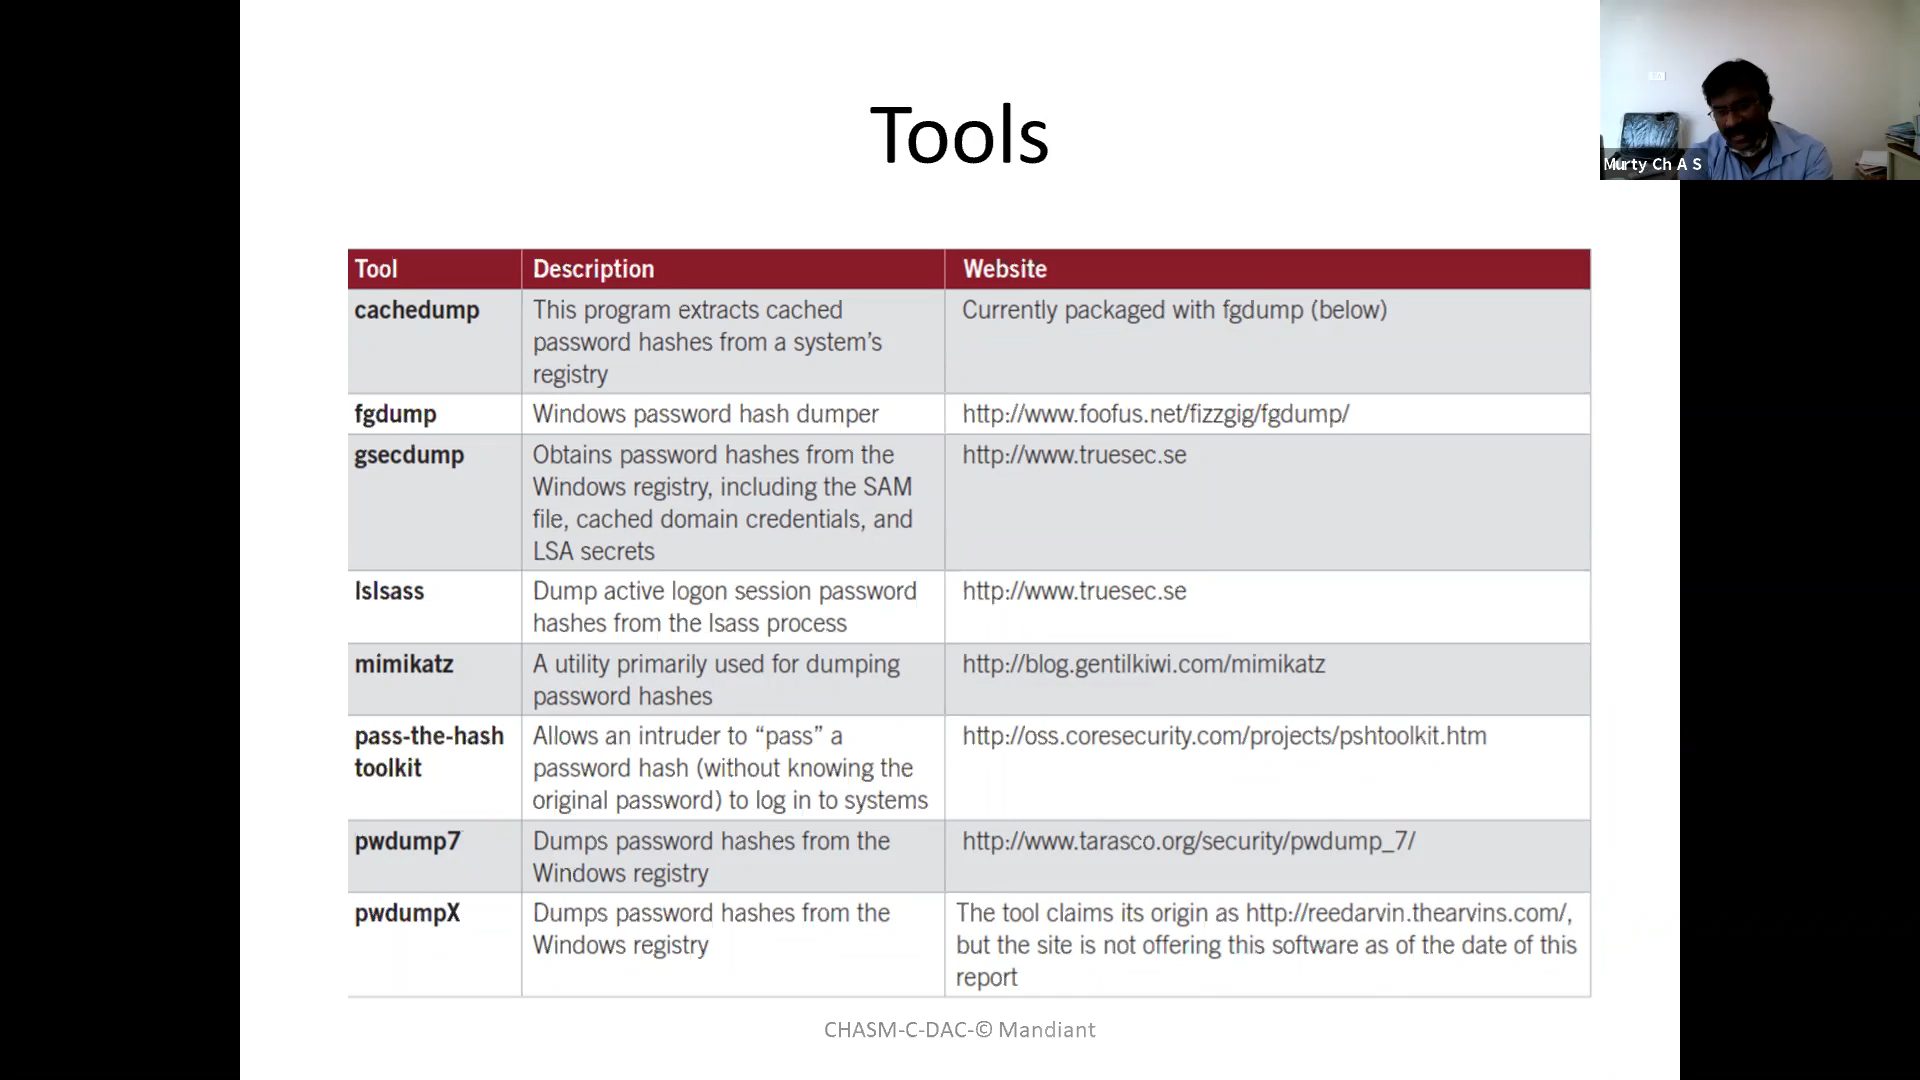 Tools
Murty Ch A S
Tool Description Website
cachedump This program extracts cached Currently packaged with fgdump (below)
password hashes from a system’s
registry
fgdump Windows password hash dumper http://www.foofus.net/fizzgig/fgdump/
gsecdump Obtains password hashes from the http://www.truesec.se
Windows registry, including the SAM
file, cached domain credentials, and
LSA secrets
lslsass Dump active logon session password http://www.truesec.se
hashes from the lsass process
mimikatz A utility primarily used for dumping http://blog.gentilkiwi.com/mimikatz
password hashes
pass-the-hash Allows an intruder to “pass” a http://oss.coresecurity.com/projects/pshtoolkit.htm
toolkit password hash (without knowing the
original password) to log in to systems
pwdump7 Dumps password hashes from the http://www.tarasco.org/security/pwdump_7/
Windows registry
pwdumpX Dumps password hashes from the The tool claims its origin as http://reedarvin.thearvins.com/,
Windows registry but the site is not offering this software as of the date of this
report
CHASM-C-DAC-© Mandiant